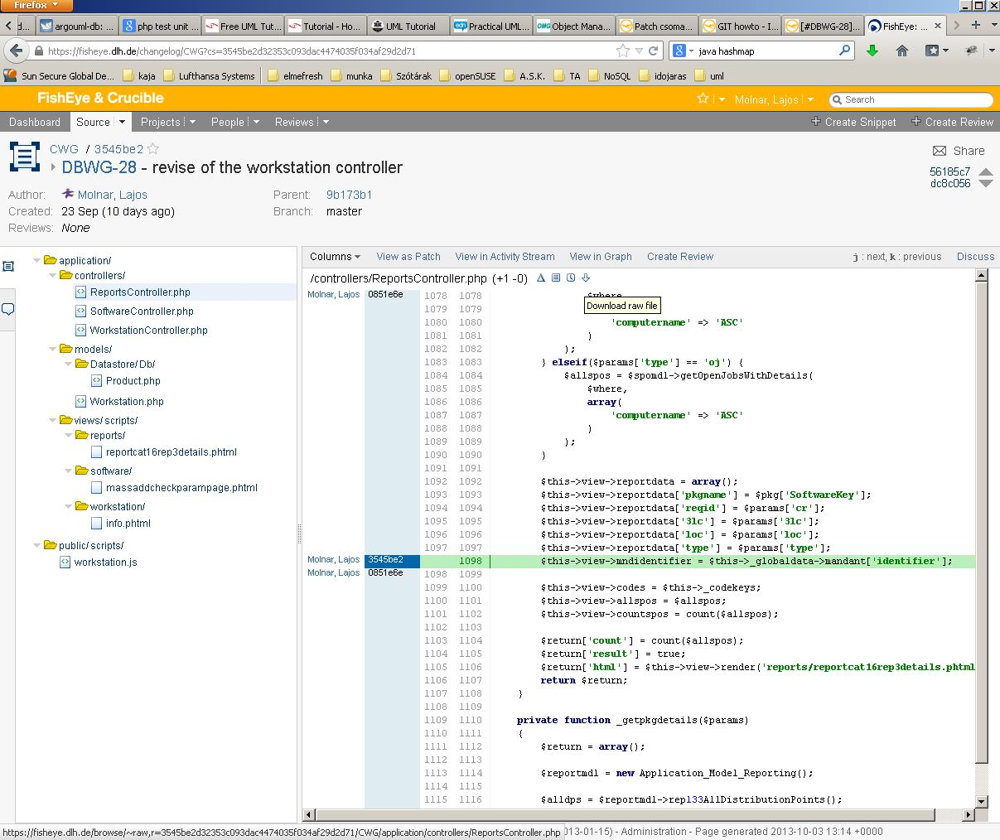 Firefox
d...
argouml-db: ...
php test unit ...
Free UML Tut...
Tutorial - Ho...
UML Tutorial
Practical UML...
Object Mana...
Patch csoma...
GIT howto - I...
[#DBWG-28]...
FishEye: ...
https://fisheye.dlh.de/changelog/CWG?cs=3545be2d32353c093dac4474035f034af29d2d71
java hashmap
Sun Secure Global De...
kaja
Lufthansa Systems
elmefresh
munka
Szótárak
openSUSE
A.S.K.
TA
NoSQL
idojaras
uml
FishEye & Crucible
Molnar, Lajos
Search
Dashboard
Source
Projects
People
Reviews
Create Snippet
Create Review
CWG / 3545be2
DBWG-28 - revise of the workstation controller
Share
56185c7
dc8c056
Author: Molnar, Lajos
Parent: 9b173b1
Created: 23 Sep (10 days ago)
Branch: master
Reviews: None
application/
controllers/
ReportsController.php
SoftwareController.php
WorkstationController.php
models/
Datastore/Db/
Product.php
Workstation.php
views/scripts/
reports/
reportcat16rep3details.phtml
software/
massaddcheckparampage.phtml
workstation/
info.phtml
public/scripts/
workstation.js
Columns
View as Patch
View in Activity Stream
View in Graph
Create Review
j : next, k : previous
Discuss
/controllers/ReportsController.php (+1 -0)
Molnar, Lajos 0851e6e 1078 1078 $where,
Download raw file
1079 1079
1080 1080 'computername' => 'ASC'
1081 1081 )
1082 1082 );
1083 1083 } elseif($params['type'] == 'oj') {
1084 1084 $allspos = $spomdl->getOpenJobsWithDetails(
1085 1085 $where,
1086 1086 array(
1087 1087 'computername' => 'ASC'
1088 1088 )
1089 1089 );
1090 1090 }
1091 1091
1092 1092 $this->view->reportdata = array();
1093 1093 $this->view->reportdata['pkgname'] = $pkg['SoftwareKey'];
1094 1094 $this->view->reportdata['reqid'] = $params['cr'];
1095 1095 $this->view->reportdata['3lc'] = $params['3lc'];
1096 1096 $this->view->reportdata['loc'] = $params['loc'];
1097 1097 $this->view->reportdata['type'] = $params['type'];
Molnar, Lajos 3545be2 1098 $this->view->mndidentifier = $this->_globaldata->mandant['identifier'];
Molnar, Lajos 0851e6e 1098 1099
1099 1100 $this->view->codes = $this->_codekeys;
1100 1101 $this->view->allspos = $allspos;
1101 1102 $this->view->countspos = count($allspos);
1102 1103
1103 1104 $return['count'] = count($allspos);
1104 1105 $return['result'] = true;
1105 1106 $return['html'] = $this->view->render('reports/reportcat16rep3details.phtml
1106 1107 return $return;
1107 1108 }
1108 1109
1109 1110 private function _getpkgdetails($params)
1110 1111 {
1111 1112 $return = array();
1112 1113
1113 1114 $reportmdl = new Application_Model_Reporting();
1114 1115
1115 1116 $alldps = $reportmdl->rep133AllDistributionPoints();
https://fisheye.dlh.de/browse/~raw,r=3545be2d32353c093dac4474035f034af29d2d71/CWG/application/controllers/ReportsController.php
2013-01-15) - Administration - Page generated 2013-10-03 13:14 +0000